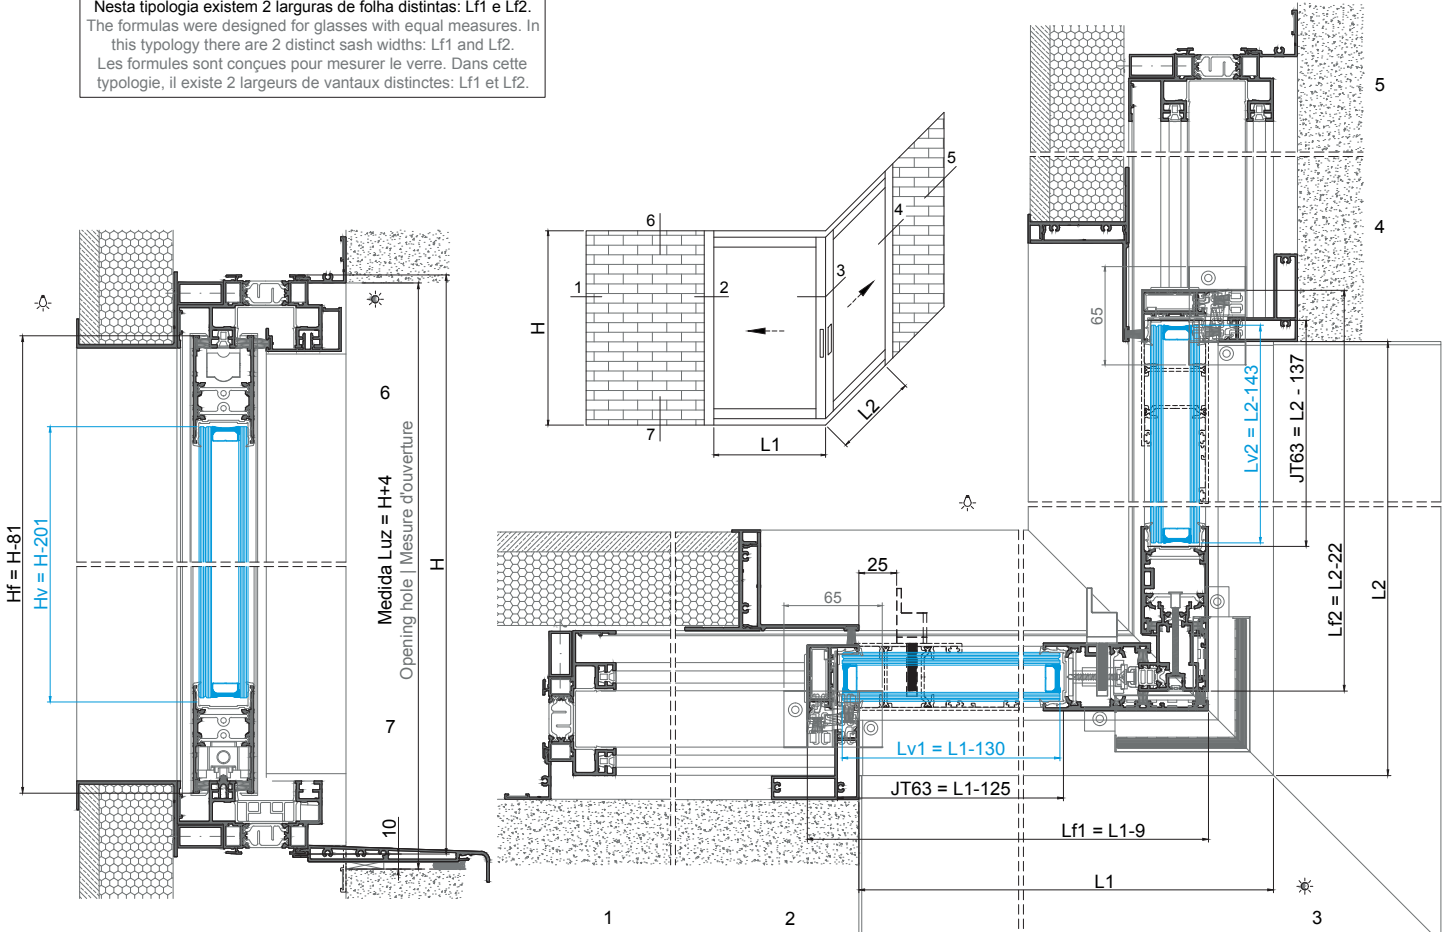 Nesta tipologia existem 2 larguras de folha distintas: Lf1 e Lf2.
The formulas were designed for glasses with equal measures. In
this typology there are 2 distinct sash widths: Lf1 and Lf2.
Les formules sont conçues pour mesurer le verre. Dans cette
typologie, il existe 2 largeurs de vantaux distinctes: Lf1 et Lf2.
5
4
6
5
4
3
2
1
7
H
L1
L2
65
Lv2 = L2-143
JT63 = L2 - 137
Lf2 = L2-22
L2
Hf = H-81
Hv = H-201
6
Medida Luz = H+4
Opening hole | Mesure d'ouverture
H
7
10
25
65
Lv1 = L1-130
JT63 = L1-125
Lf1 = L1-9
L1
1
2
3